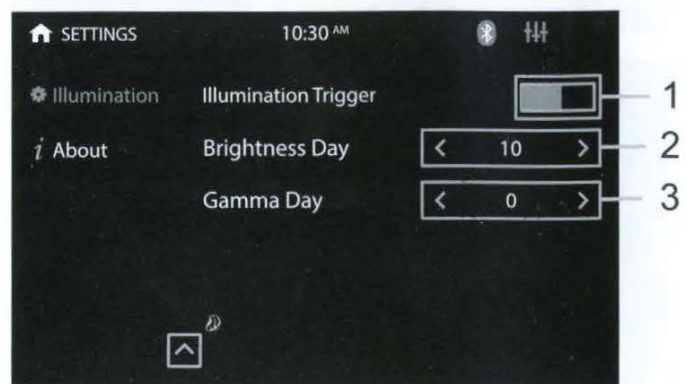 SETTINGS 10:30 AM
Illumination Illumination Trigger 1
i About Brightness Day < 10 > 2
Gamma Day < 0 > 3